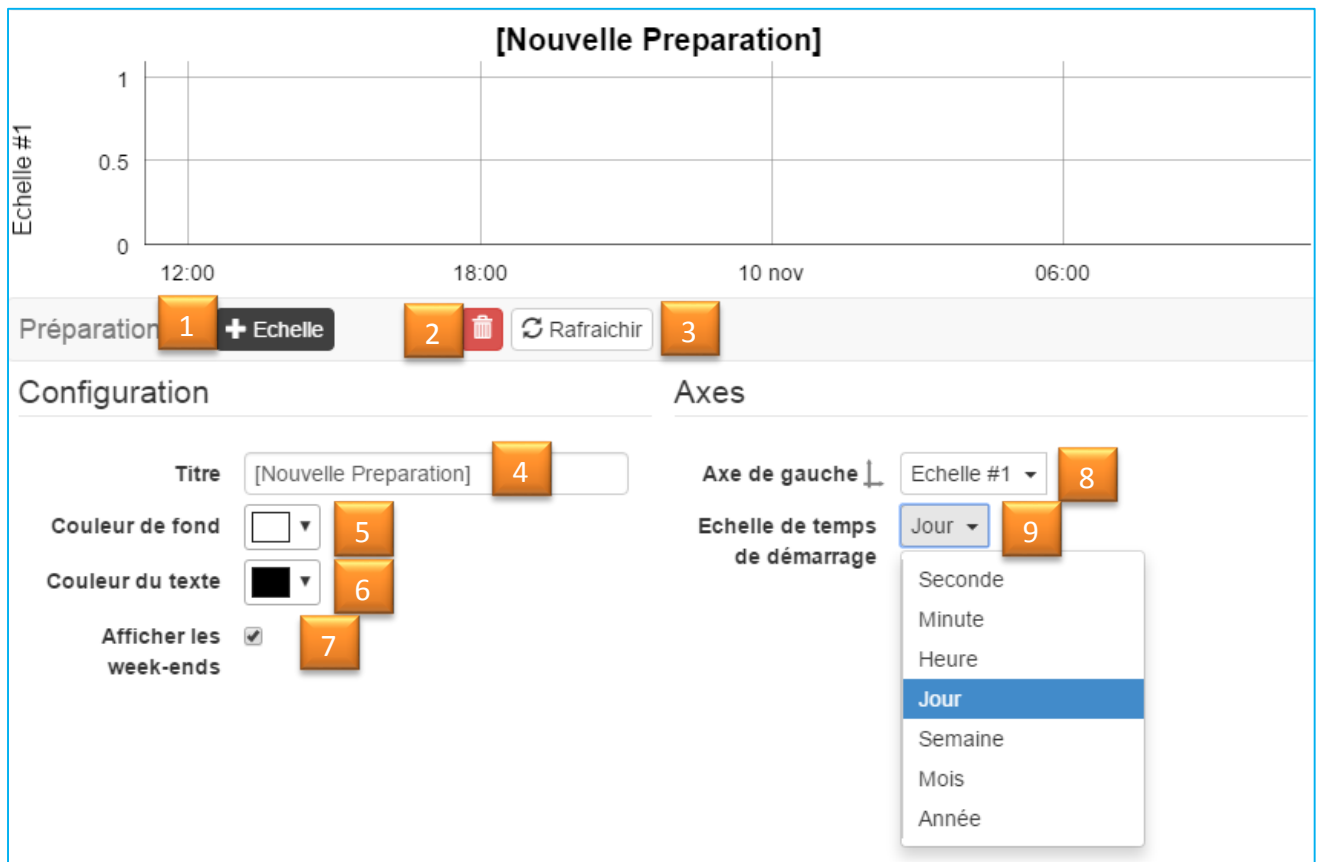 [Nouvelle Preparation]
1
0.5
0
Echelle #1
12:00 18:00 10 nov 06:00
Préparation 1 Echelle 2 Rafraichir 3
Configuration
Titre [Nouvelle Preparation] 4
Couleur de fond 5
Couleur du texte 6
Afficher les
week-ends 7
Axes
Axe de gauche Echelle #1 8
Echelle de temps
de démarrage Jour 9
Seconde
Minute
Heure
Jour
Semaine
Mois
Année